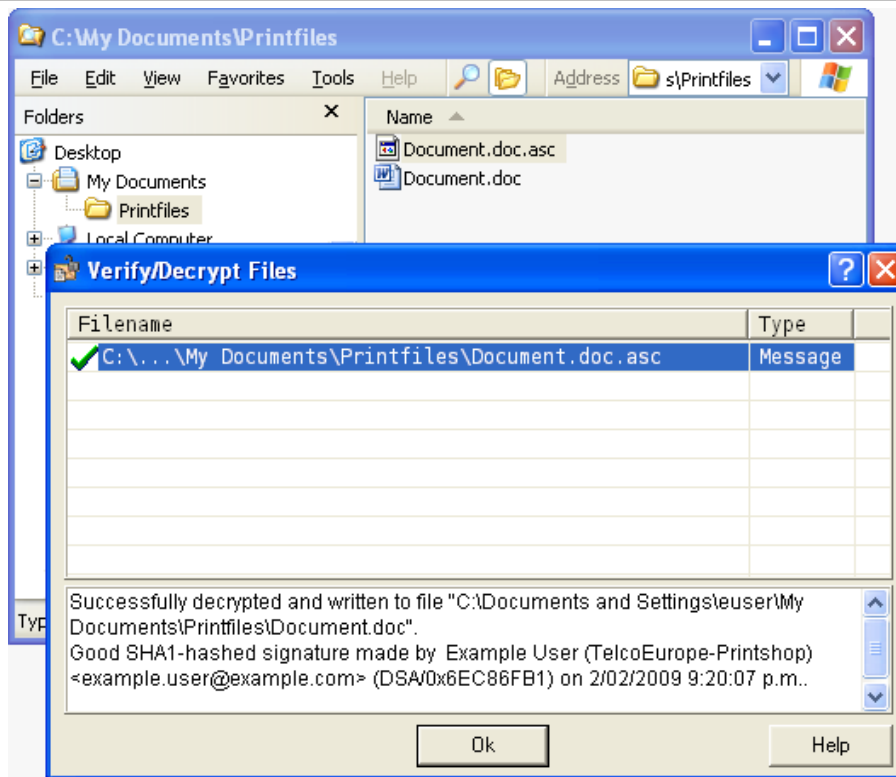 C:\My Documents\Printfiles
File Edit View Favorites Tools Help Address s\Printfiles
Folders
Name
Desktop
Document.doc.asc
My Documents
Document.doc
Printfiles
Local Computer
Verify/Decrypt Files
Filename Type
C:\...\My Documents\Printfiles\Document.doc.asc Message
Typ
Successfully decrypted and written to file "C:\Documents and Settings\euser\My
Documents\Printfiles\Document.doc".
Good SHA1-hashed signature made by Example User (TelcoEurope-Printshop)
<example.user@example.com> (DSA/0x6EC86FB1) on 2/02/2009 9:20:07 p.m..
Ok Help